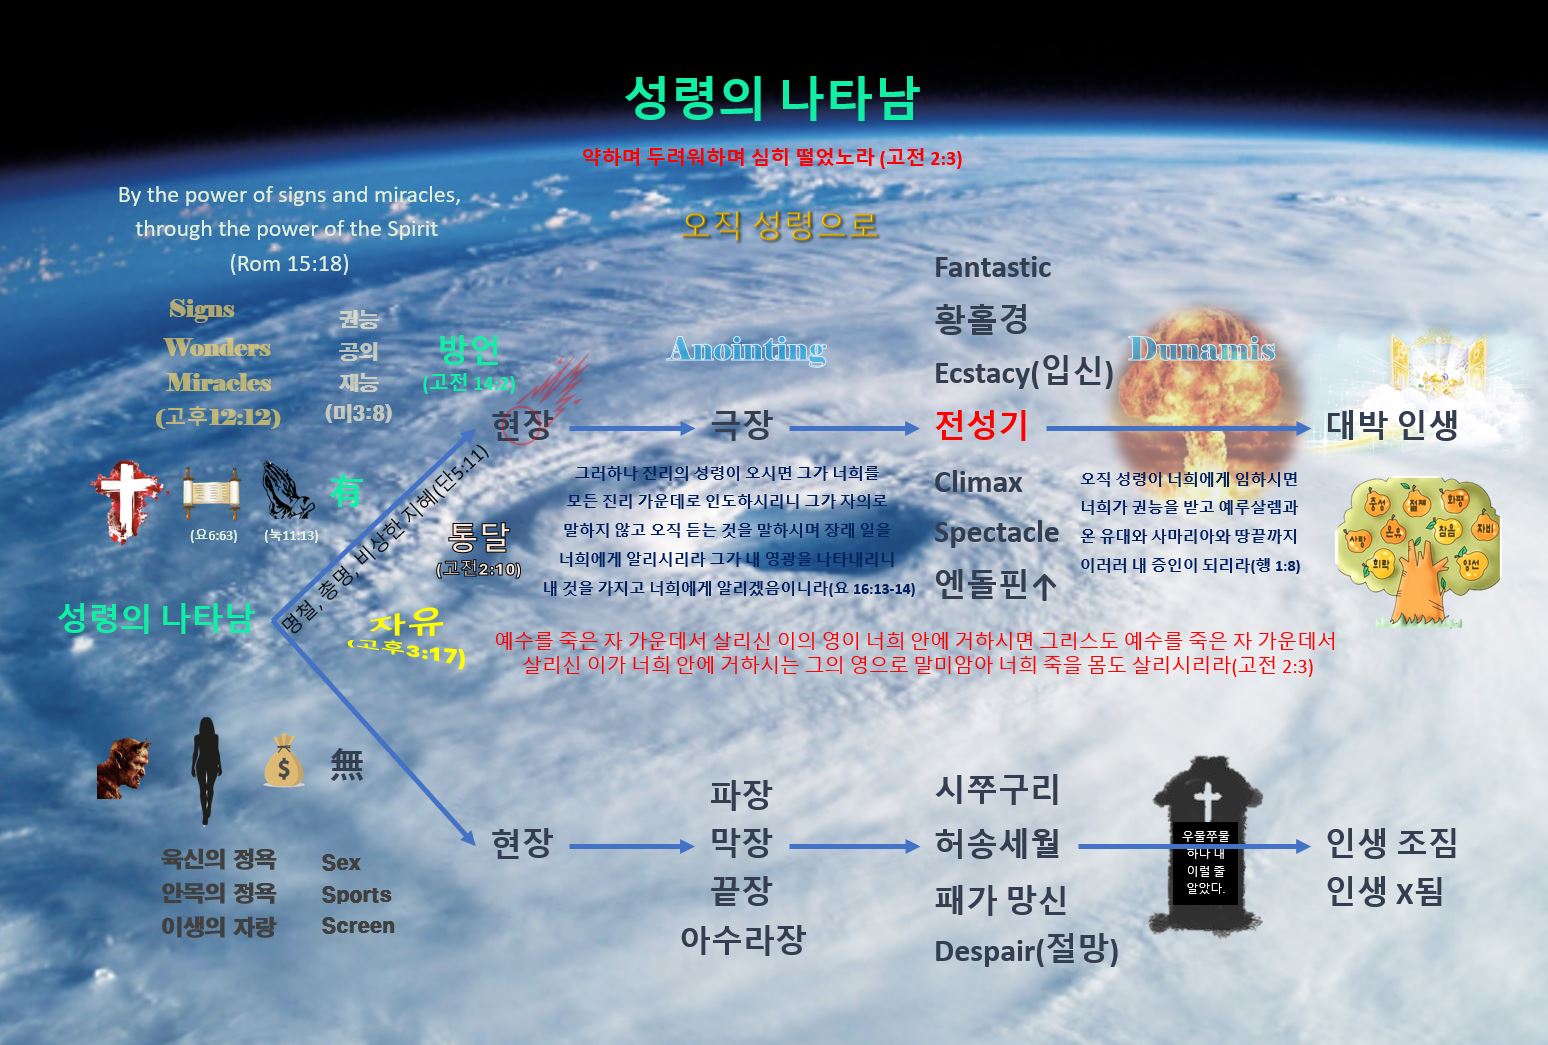 성령의 나타남
약하며 두려워하며 심히 떨었노라 (고전 2:3)
오직 성령으로
By the power of signs and miracles,
through the power of the Spirit
(Rom 15:18)
Signs
Wonders
Miracles
(고후12:12)
권능
공의
재능
(미3:8)
방언
(고전 14:2)
(요6:63)
(눅11:13)
有
성령의 나타남
명철, 총명, 비상한 지혜(단5:11)
통달
(고전2:10)
자유
(고후3:17)
현장
Anointing
극장
그러하나 진리의 성령이 오시면 그가 너희를
모든 진리 가운데로 인도하시리니 그가 자의로
말하지 않고 오직 듣는 것을 말하시며 장래 일을
너희에게 알리시리라 그가 내 영광을 나타내리니
내 것을 가지고 너희에게 알리겠음이니라(요 16:13-14)
Fantastic
황홀경
Ecstacy(입신)
전성기
Climax
Spectacle
엔돌핀↑
Dunamis
오직 성령이 너희에게 임하시면
너희가 권능을 받고 예루살렘과
온 유대와 사마리아와 땅끝까지
이러러 내 증인이 되리라(행 1:8)
대박 인생
충성
절제
화평
사랑
온유
참음
자비
희락
양선
예수를 죽은 자 가운데서 살리신 이의 영이 너희 안에 거하시면 그리스도 예수를 죽은 자 가운데서
살리신 이가 너희 안에 거하시는 그의 영으로 말미암아 너희 죽을 몸도 살리시리라(고전 2:3)
$
無
육신의 정욕
안목의 정욕
이생의 자랑
Sex
Sports
Screen
현장
파장
막장
끝장
아수라장
시쭈구리
허송세월
패가 망신
Despair(절망)
우물쭈물
하다 내
이럴 줄
알았다.
인생 조짐
인생 X됨